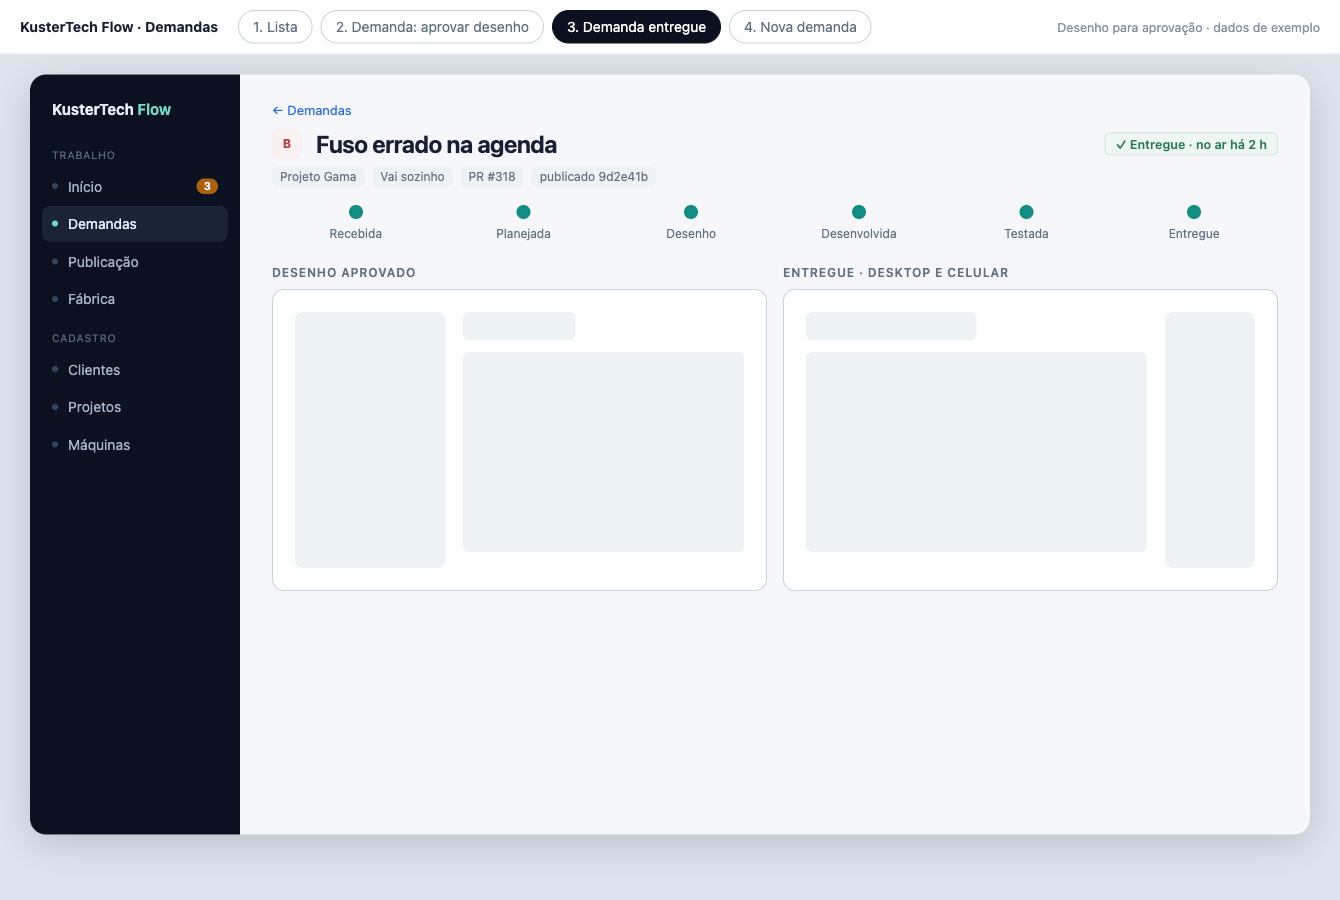 KusterTech Flow · Demandas
1. Lista
2. Demanda: aprovar desenho
3. Demanda entregue
4. Nova demanda
Desenho para aprovação · dados de exemplo
KusterTech Flow
TRABALHO
Início
3
Demandas
Publicação
Fábrica
CADASTRO
Clientes
Projetos
Máquinas
← Demandas
B
Fuso errado na agenda
✓ Entregue · no ar há 2 h
Projeto Gama
Vai sozinho
PR #318
publicado 9d2e41b
Recebida
Planejada
Desenho
Desenvolvida
Testada
Entregue
DESENHO APROVADO
ENTREGUE · DESKTOP E CELULAR